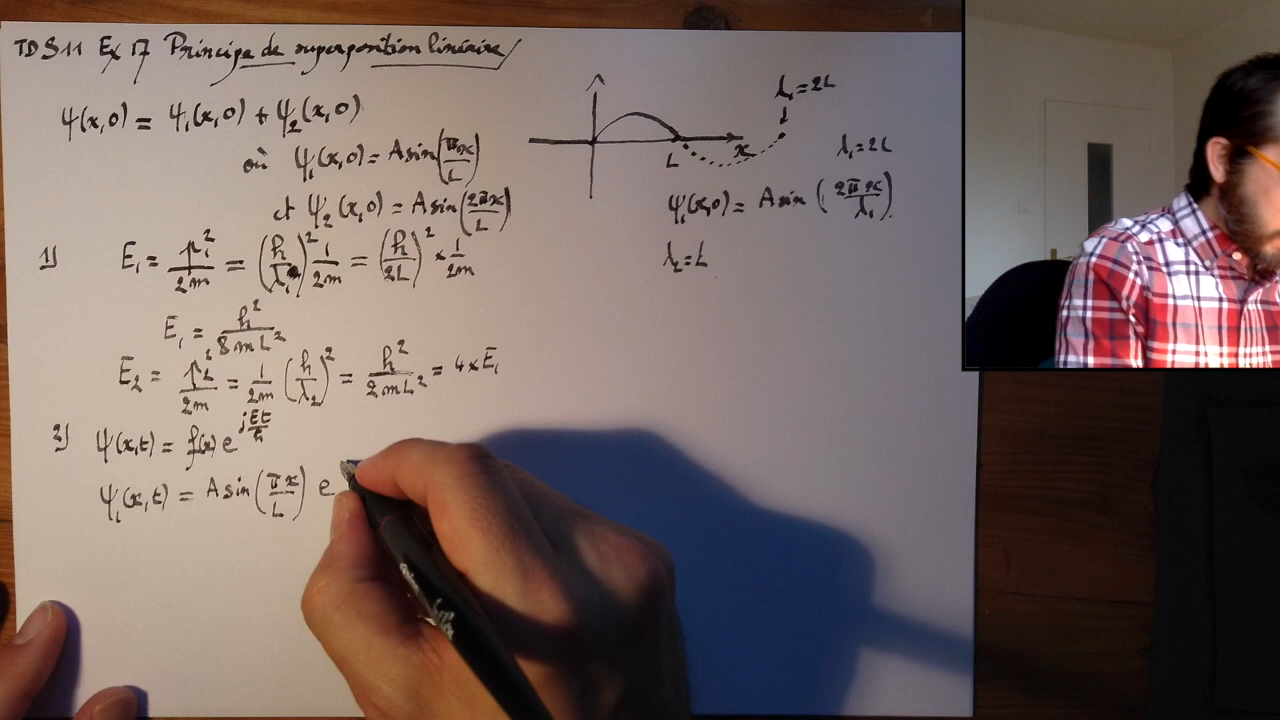 TD S11 Ex 17 Principe de superposition linéaire
ψ(x,0) = ψ₁(x,0) + ψ₂(x,0)
où ψ₁(x,0) = A sin(πx/L)
et ψ₂(x,0) = A sin(2πx/L)
λ₁=2L
x
L
λ₁=2L
ψ₁(x,0) = A sin(2πx/λ₁)
λ₂=L
1) E₁ = p₁²/2m = (h/λ₁)² 1/2m = (h/2L)² × 1/2m
E₁ = h²/8mL²
E₂ = p₂²/2m = 1/2m (h/λ₂)² = h²/2mL² = 4×E₁
2) ψ(x,t) = f(x) e^(jEt/ħ)
ψ₁(x,t) = A sin(πx/L) e